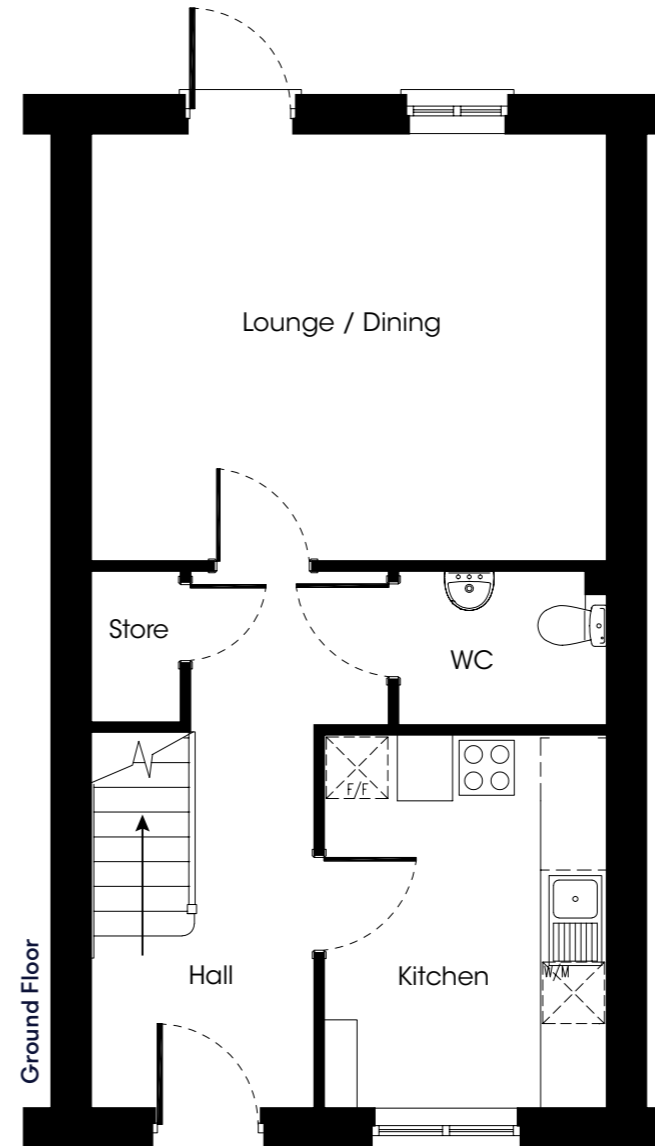 Lounge / Dining
Store
WC
F/F
W/M
Hall
Kitchen
Ground Floor